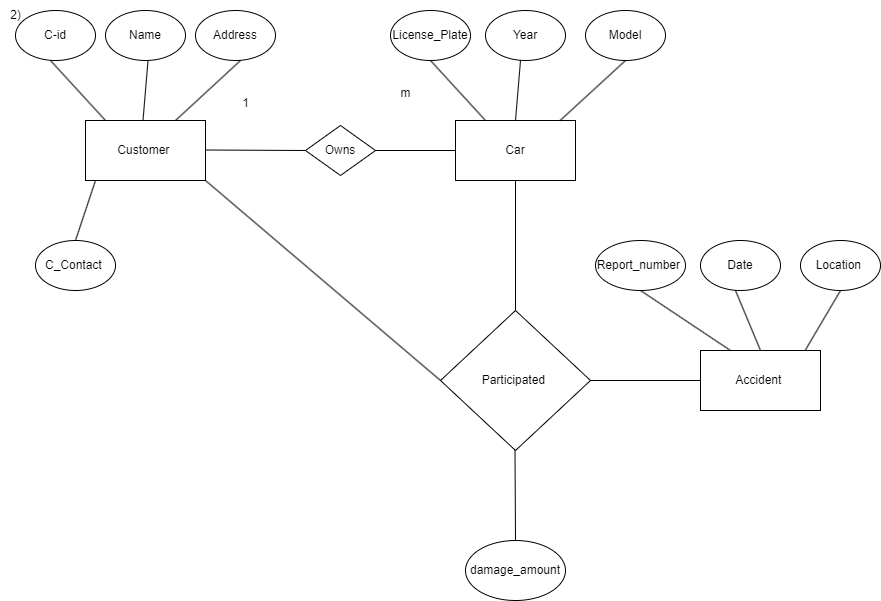 2)
C-id
Name
Address
License_Plate
Year
Model
1
m
Customer
Owns
Car
C_Contact
Report_number
Date
Location
Participated
Accident
damage_amount